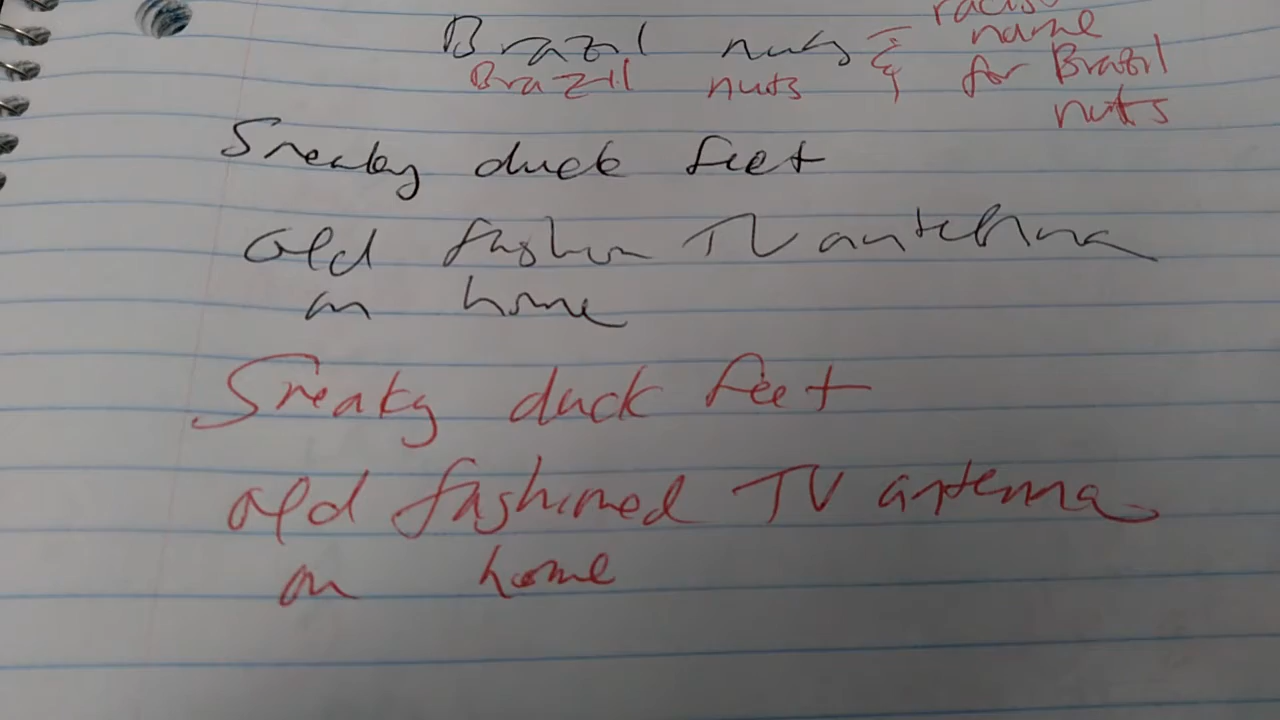 racist
Brazil nuts & name
Brazil nuts for Brazil
nuts
Sneaky duck feet
old fashion TV antenna
on home
Sneaky duck feet
old fashioned TV antenna
on home